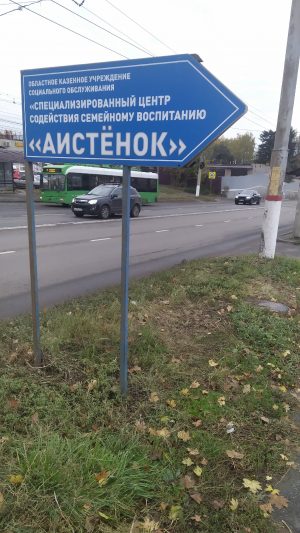 ОБЛАСТНОЕ КАЗЕННОЕ УЧРЕЖДЕНИЕ
СОЦИАЛЬНОГО ОБСЛУЖИВАНИЯ
«СПЕЦИАЛИЗИРОВАННЫЙ ЦЕНТР
СОДЕЙСТВИЯ СЕМЕЙНОМУ ВОСПИТАНИЮ
«АИСТЁНОК»